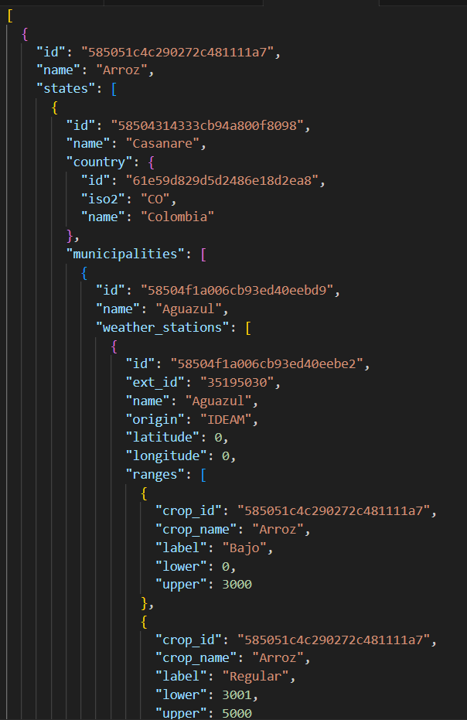 [
{
"id": "585051c4c290272c481111a7",
"name": "Arroz",
"states": [
{
"id": "58504314333cb94a800f8098",
"name": "Casanare",
"country": {
"id": "61e59d829d5d2486e18d2ea8",
"iso2": "CO",
"name": "Colombia"
},
"municipalities": [
{
"id": "58504f1a006cb93ed40eebd9",
"name": "Aguazul",
"weather_stations": [
{
"id": "58504f1a006cb93ed40eebe2",
"ext_id": "35195030",
"name": "Aguazul",
"origin": "IDEAM",
"latitude": 0,
"longitude": 0,
"ranges": [
{
"crop_id": "585051c4c290272c481111a7",
"crop_name": "Arroz",
"label": "Bajo",
"lower": 0,
"upper": 3000
},
{
"crop_id": "585051c4c290272c481111a7",
"crop_name": "Arroz",
"label": "Regular",
"lower": 3001,
"upper": 5000